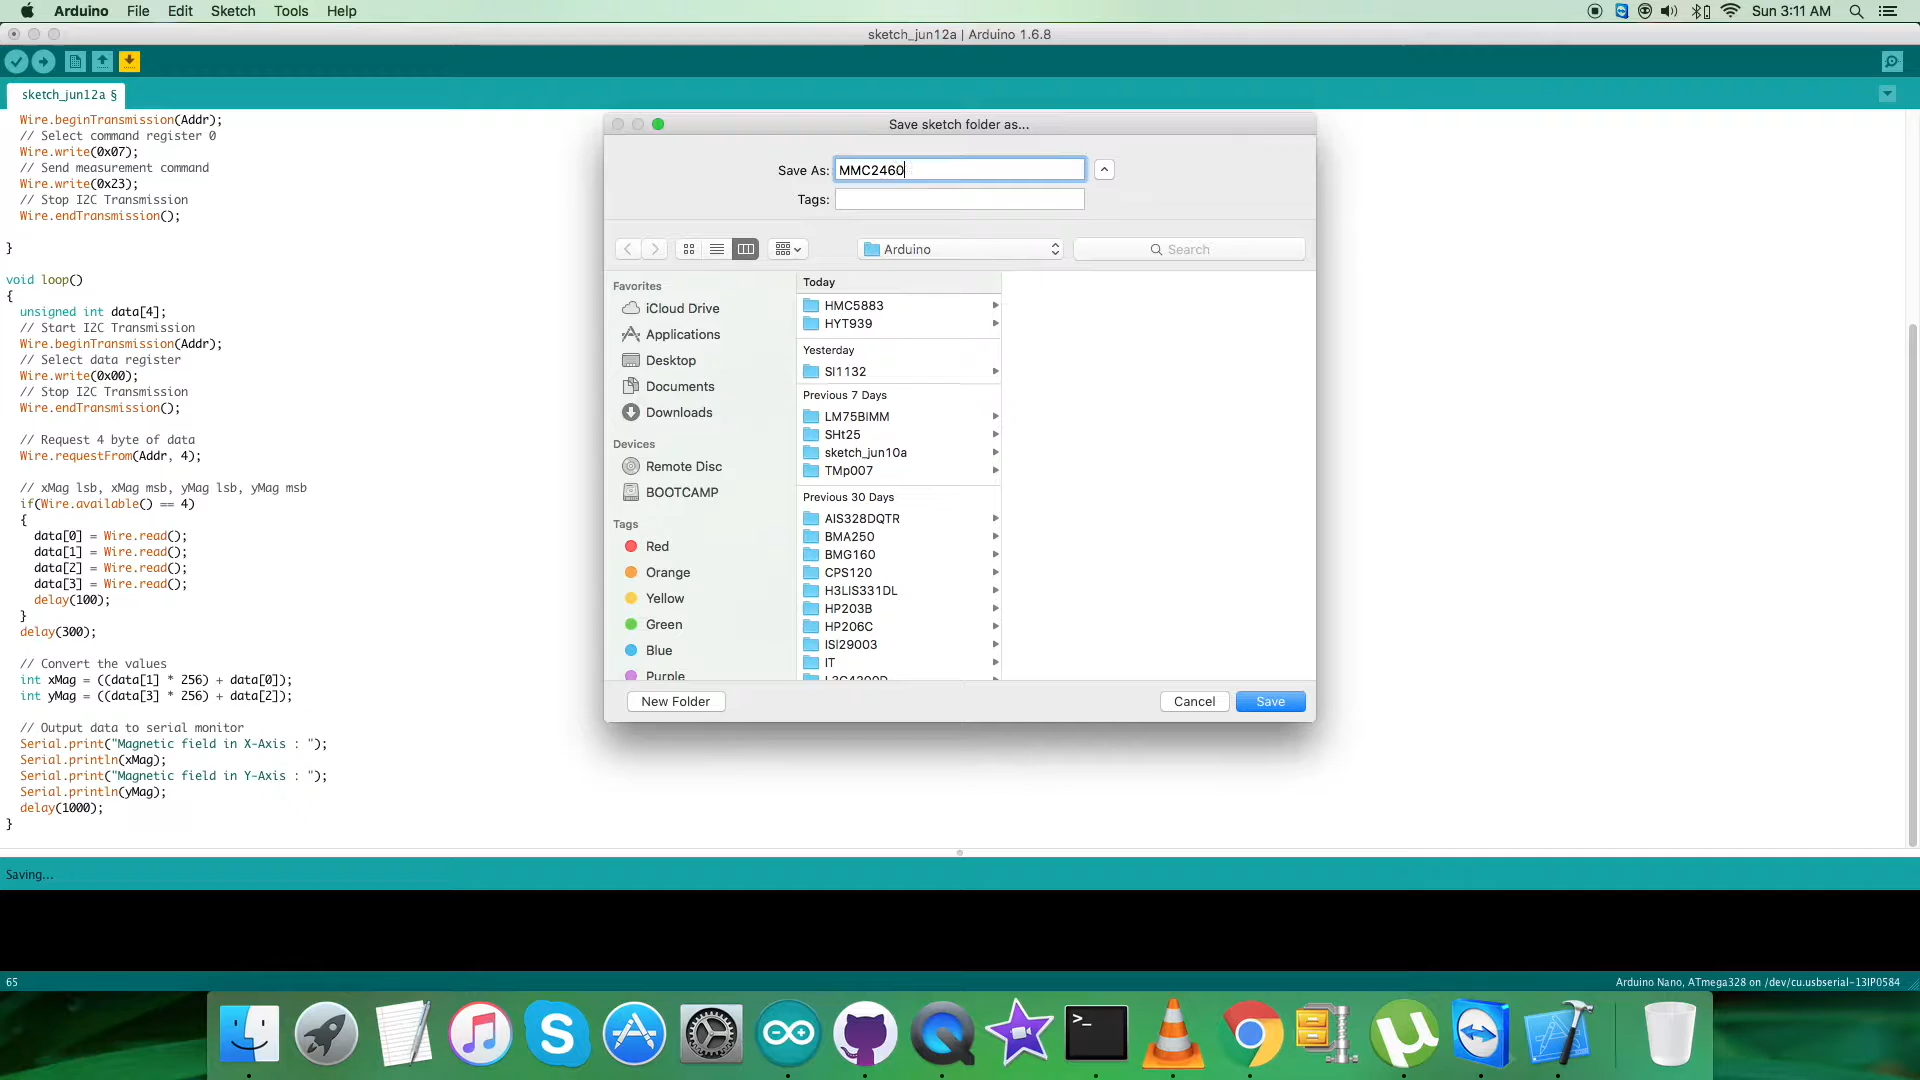 Arduino File Edit Sketch Tools Help
Sun 3:11 AM
sketch_jun12a | Arduino 1.6.8
sketch_jun12a §
Wire.beginTransmission(Addr);
// Select command register 0
Wire.write(0x07);
// Send measurement command
Wire.write(0x23);
// Stop I2C Transmission
Wire.endTransmission();
}
void loop()
{
unsigned int data[4];
// Start I2C Transmission
Wire.beginTransmission(Addr);
// Select data register
Wire.write(0x00);
// Stop I2C Transmission
Wire.endTransmission();
// Request 4 byte of data
Wire.requestFrom(Addr, 4);
// xMag lsb, xMag msb, yMag lsb, yMag msb
if(Wire.available() == 4)
{
data[0] = Wire.read();
data[1] = Wire.read();
data[2] = Wire.read();
data[3] = Wire.read();
delay(100);
}
delay(300);
// Convert the values
int xMag = ((data[1] * 256) + data[0]);
int yMag = ((data[3] * 256) + data[2]);
// Output data to serial monitor
Serial.print("Magnetic field in X-Axis : ");
Serial.println(xMag);
Serial.print("Magnetic field in Y-Axis : ");
Serial.println(yMag);
delay(1000);
}
Save sketch folder as...
Save As: MMC2460
Tags:
Arduino
Search
Favorites
iCloud Drive
Applications
Desktop
Documents
Downloads
Devices
Remote Disc
BOOTCAMP
Tags
Red
Orange
Yellow
Green
Blue
Purple
Today
HMC5883
HYT939
Yesterday
SI1132
Previous 7 Days
LM75BIMM
SHt25
sketch_jun10a
TMp007
Previous 30 Days
AIS328DQTR
BMA250
BMG160
CPS120
H3LIS331DL
HP203B
HP206C
ISl29003
IT
New Folder
Cancel
Save
Saving...
65
Arduino Nano, ATmega328 on /dev/cu.usbserial-13IP0584